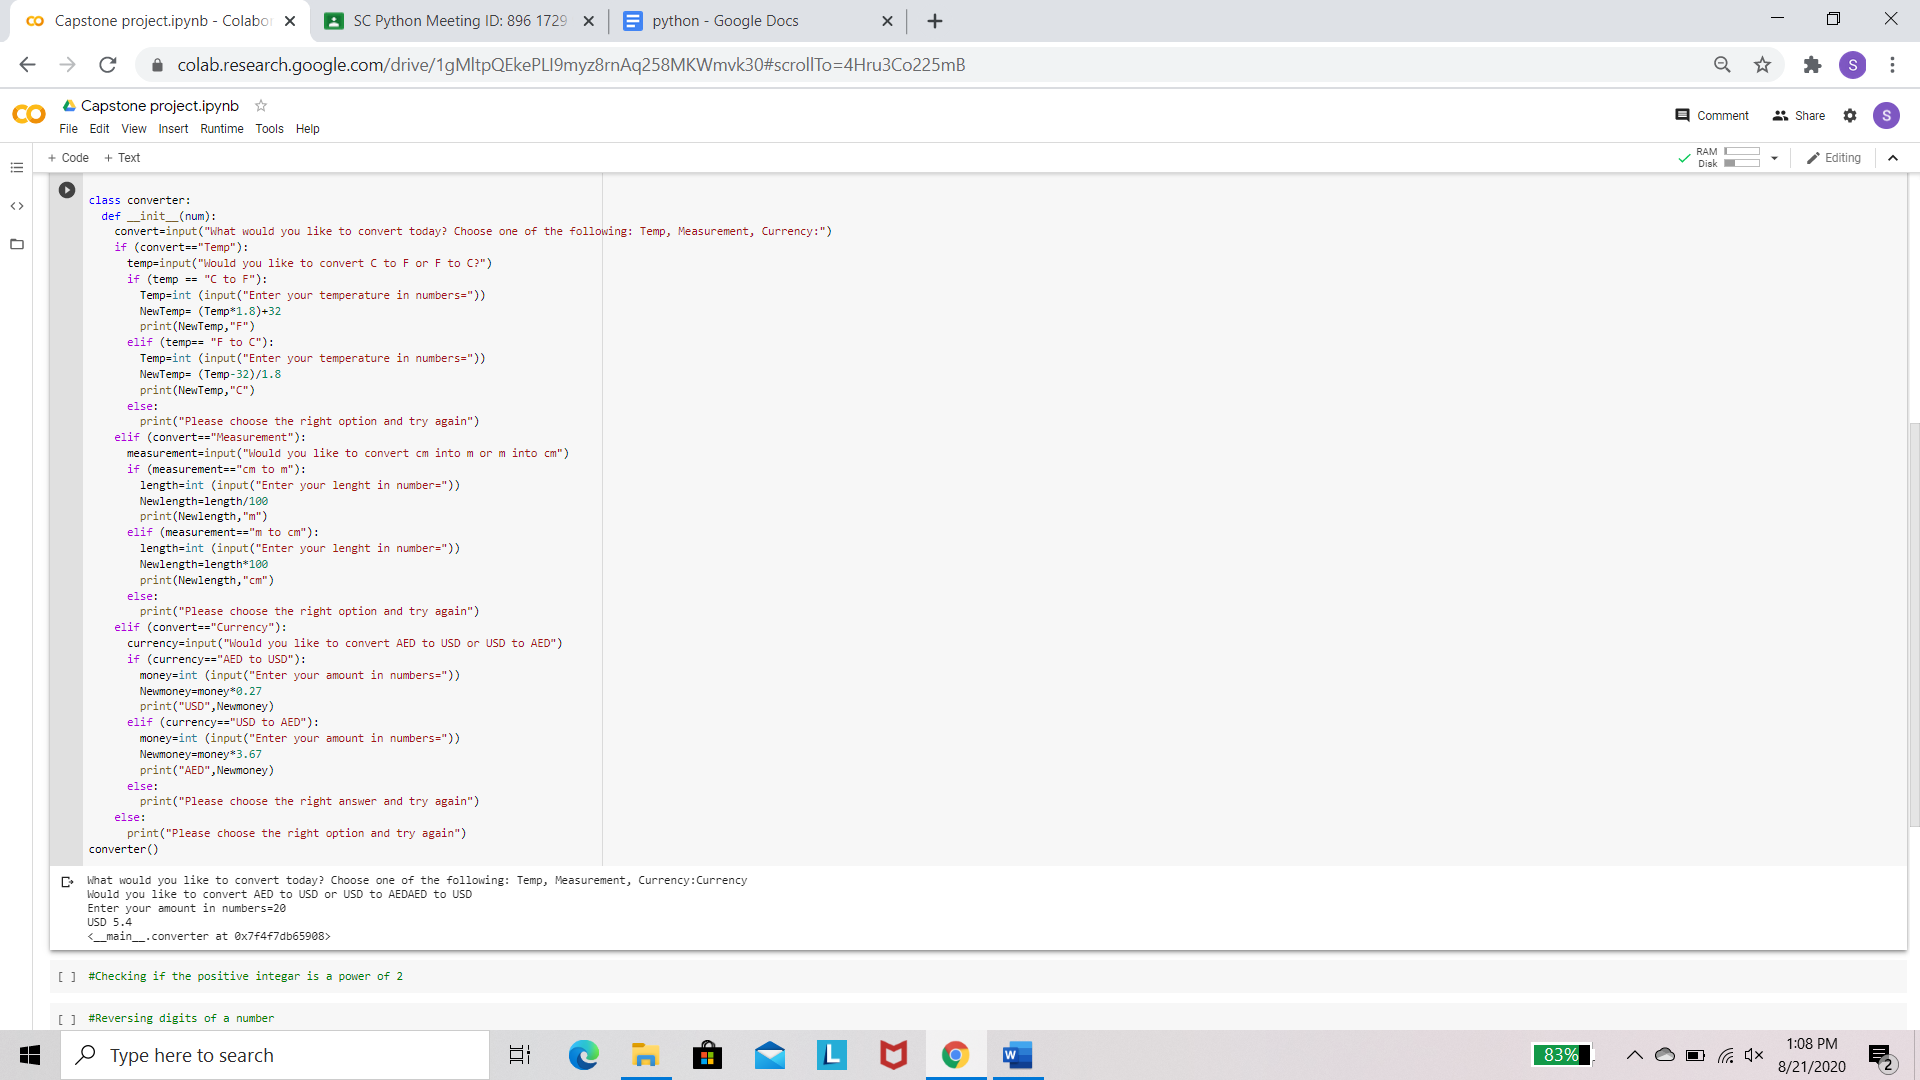 Capstone project.ipynb - Colabor
SC Python Meeting ID: 896 1729
python - Google Docs
colab.research.google.com/drive/1gMltpQEkePLI9myz8rnAq258MKWmvk30#scrollTo=4Hru3Co225mB
S
CO
Capstone project.ipynb
File Edit View Insert Runtime Tools Help
Comment
Share
S
+ Code + Text
RAM
Disk
Editing
class converter:
  def __init__(num):
    convert=input("What would you like to convert today? Choose one of the following: Temp, Measurement, Currency:")
    if (convert=="Temp"):
      temp=input("Would you like to convert C to F or F to C?")
      if (temp == "C to F"):
        Temp=int (input("Enter your temperature in numbers="))
        NewTemp= (Temp*1.8)+32
        print(NewTemp,"F")
      elif (temp== "F to C"):
        Temp=int (input("Enter your temperature in numbers="))
        NewTemp= (Temp-32)/1.8
        print(NewTemp,"C")
      else:
        print("Please choose the right option and try again")
    elif (convert=="Measurement"):
      measurement=input("Would you like to convert cm into m or m into cm")
      if (measurement=="cm to m"):
        length=int (input("Enter your lenght in number="))
        Newlength=length/100
        print(Newlength,"m")
      elif (measurement=="m to cm"):
        length=int (input("Enter your lenght in number="))
        Newlength=length*100
        print(Newlength,"cm")
      else:
        print("Please choose the right option and try again")
    elif (convert=="Currency"):
      currency=input("Would you like to convert AED to USD or USD to AED")
      if (currency=="AED to USD"):
        money=int (input("Enter your amount in numbers="))
        Newmoney=money*0.27
        print("USD",Newmoney)
      elif (currency=="USD to AED"):
        money=int (input("Enter your amount in numbers="))
        Newmoney=money*3.67
        print("AED",Newmoney)
      else:
        print("Please choose the right answer and try again")
    else:
      print("Please choose the right option and try again")
converter()
What would you like to convert today? Choose one of the following: Temp, Measurement, Currency:Currency
Would you like to convert AED to USD or USD to AEDAED to USD
Enter your amount in numbers=20
USD 5.4
<__main__.converter at 0x7f4f7db65908>
[ ] #Checking if the positive integar is a power of 2
[ ] #Reversing digits of a number
Type here to search
L
W
83%
1:08 PM
8/21/2020
2